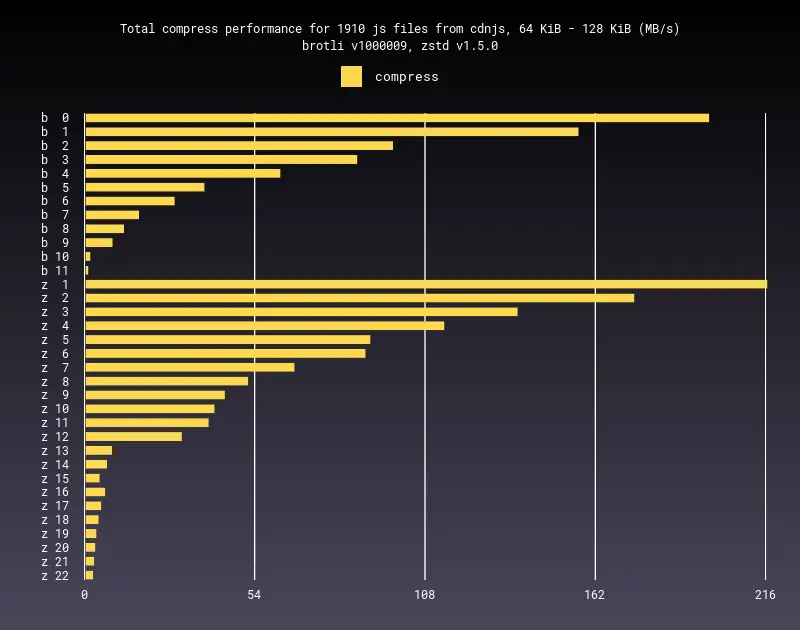 Total compress performance for 1910 js files from cdnjs, 64 KiB - 128 KiB (MB/s)
brotli v1000009, zstd v1.5.0
compress
b 0
b 1
b 2
b 3
b 4
b 5
b 6
b 7
b 8
b 9
b 10
b 11
z 1
z 2
z 3
z 4
z 5
z 6
z 7
z 8
z 9
z 10
z 11
z 12
z 13
z 14
z 15
z 16
z 17
z 18
z 19
z 20
z 21
z 22
0 54 108 162 216